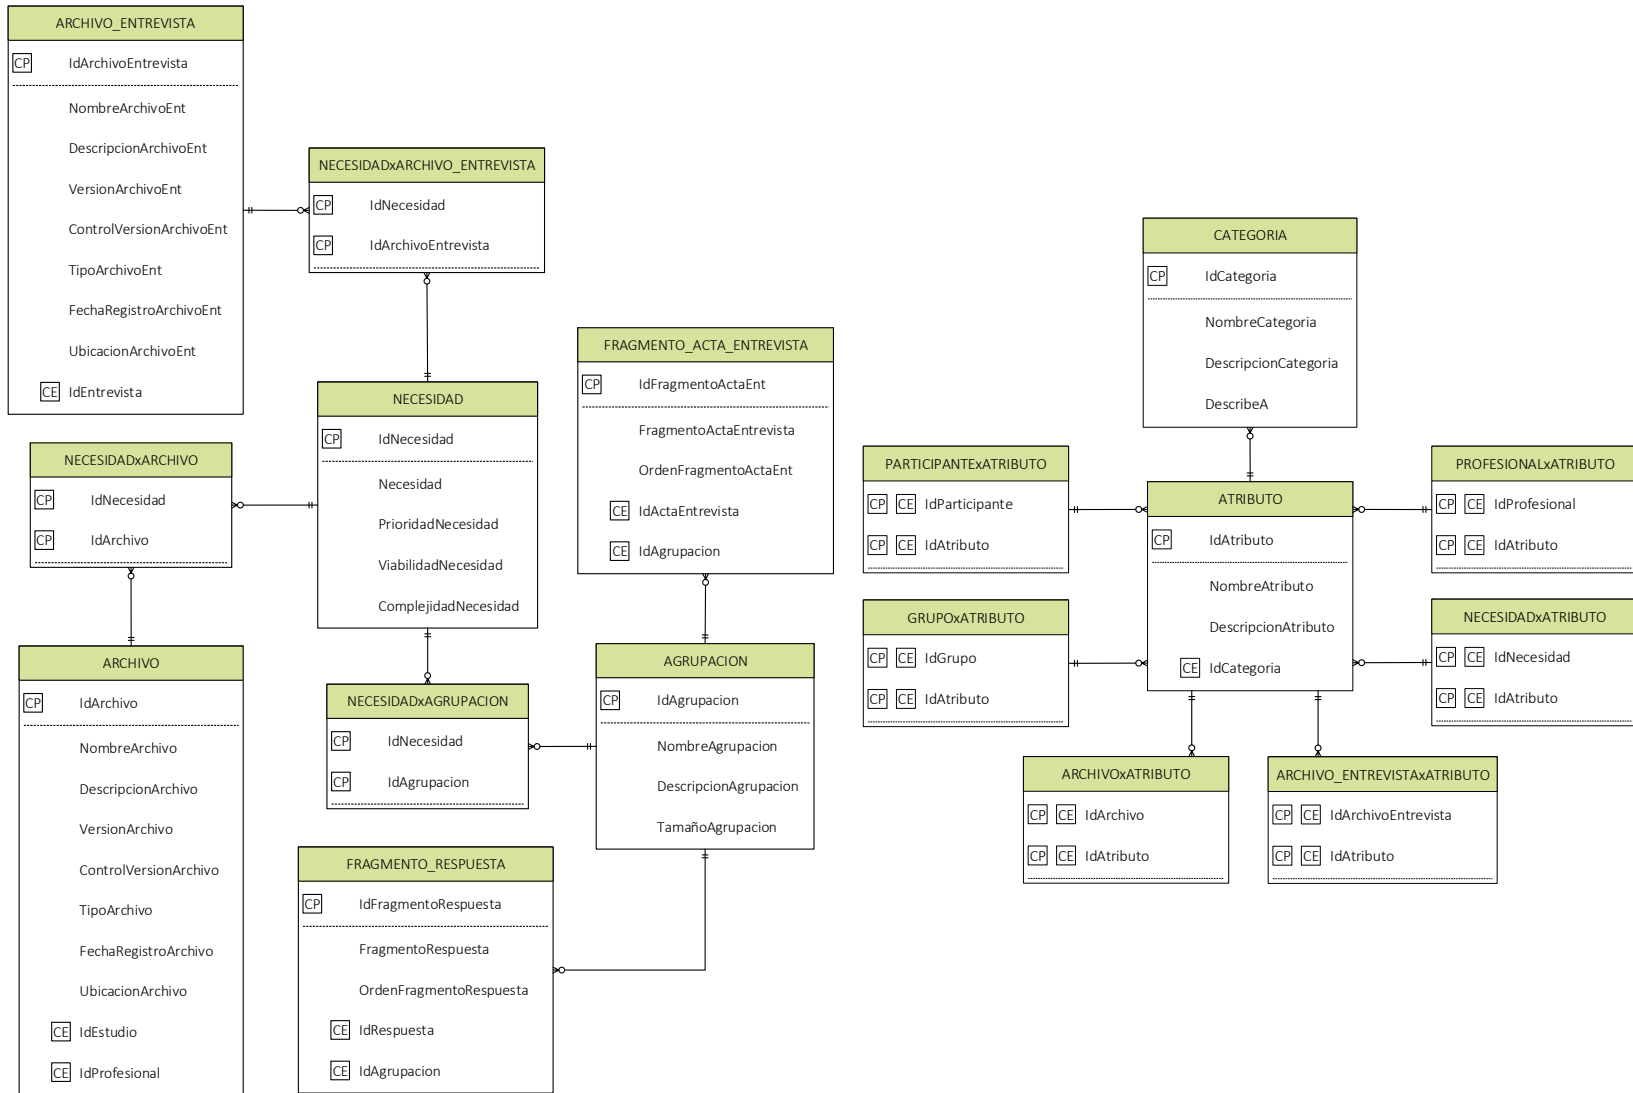 ARCHIVO_ENTREVISTA
CP IdArchivoEntrevista
NombreArchivoEnt
DescripcionArchivoEnt
VersionArchivoEnt
ControlVersionArchivoEnt
TipoArchivoEnt
FechaRegistroArchivoEnt
UbicacionArchivoEnt
CE IdEntrevista
NECESIDADxARCHIVO_ENTREVISTA
CP IdNecesidad
CP IdArchivoEntrevista
NECESIDADxARCHIVO
CP IdNecesidad
CP IdArchivo
NECESIDAD
CP IdNecesidad
Necesidad
PrioridadNecesidad
ViabilidadNecesidad
ComplejidadNecesidad
FRAGMENTO_ACTA_ENTREVISTA
CP IdFragmentoActaEnt
FragmentoActaEntrevista
OrdenFragmentoActaEnt
CE IdActaEntrevista
CE IdAgrupacion
ARCHIVO
CP IdArchivo
NombreArchivo
DescripcionArchivo
VersionArchivo
ControlVersionArchivo
TipoArchivo
FechaRegistroArchivo
UbicacionArchivo
CE IdEstudio
CE IdProfesional
NECESIDADxAGRUPACION
CP IdNecesidad
CP IdAgrupacion
AGRUPACION
CP IdAgrupacion
NombreAgrupacion
DescripcionAgrupacion
TamañoAgrupacion
FRAGMENTO_RESPUESTA
CP IdFragmentoRespuesta
FragmentoRespuesta
OrdenFragmentoRespuesta
CE IdRespuesta
CE IdAgrupacion
CATEGORIA
CP IdCategoria
NombreCategoria
DescripcionCategoria
DescribeA
PARTICIPANTExATRIBUTO
CP CE IdParticipante
CP CE IdAtributo
ATRIBUTO
CP IdAtributo
NombreAtributo
DescripcionAtributo
CE IdCategoria
PROFESIONALxATRIBUTO
CP CE IdProfesional
CP CE IdAtributo
GRUPOxATRIBUTO
CP CE IdGrupo
CP CE IdAtributo
NECESIDADxATRIBUTO
CP CE IdNecesidad
CP CE IdAtributo
ARCHIVOxATRIBUTO
CP CE IdArchivo
CP CE IdAtributo
ARCHIVO_ENTREVISTAxATRIBUTO
CP CE IdArchivoEntrevista
CP CE IdAtributo